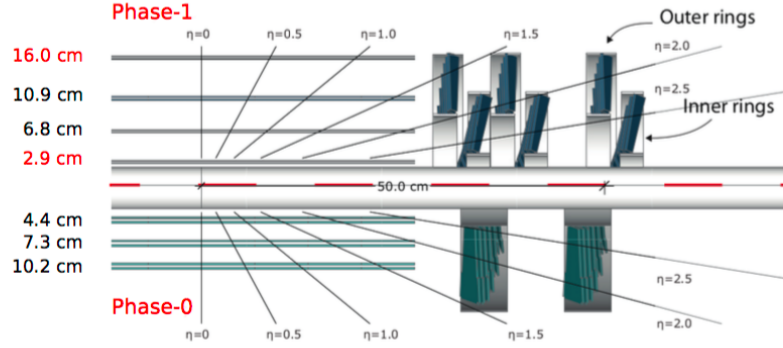 Phase-1
Outer rings
η=0 η=0.5 η=1.0 η=1.5 η=2.0
16.0 cm
10.9 cm
η=2.5
Inner rings
6.8 cm
2.9 cm
50.0 cm
4.4 cm
7.3 cm
10.2 cm
η=2.5
Phase-0
η=2.0
η=0 η=0.5 η=1.0 η=1.5